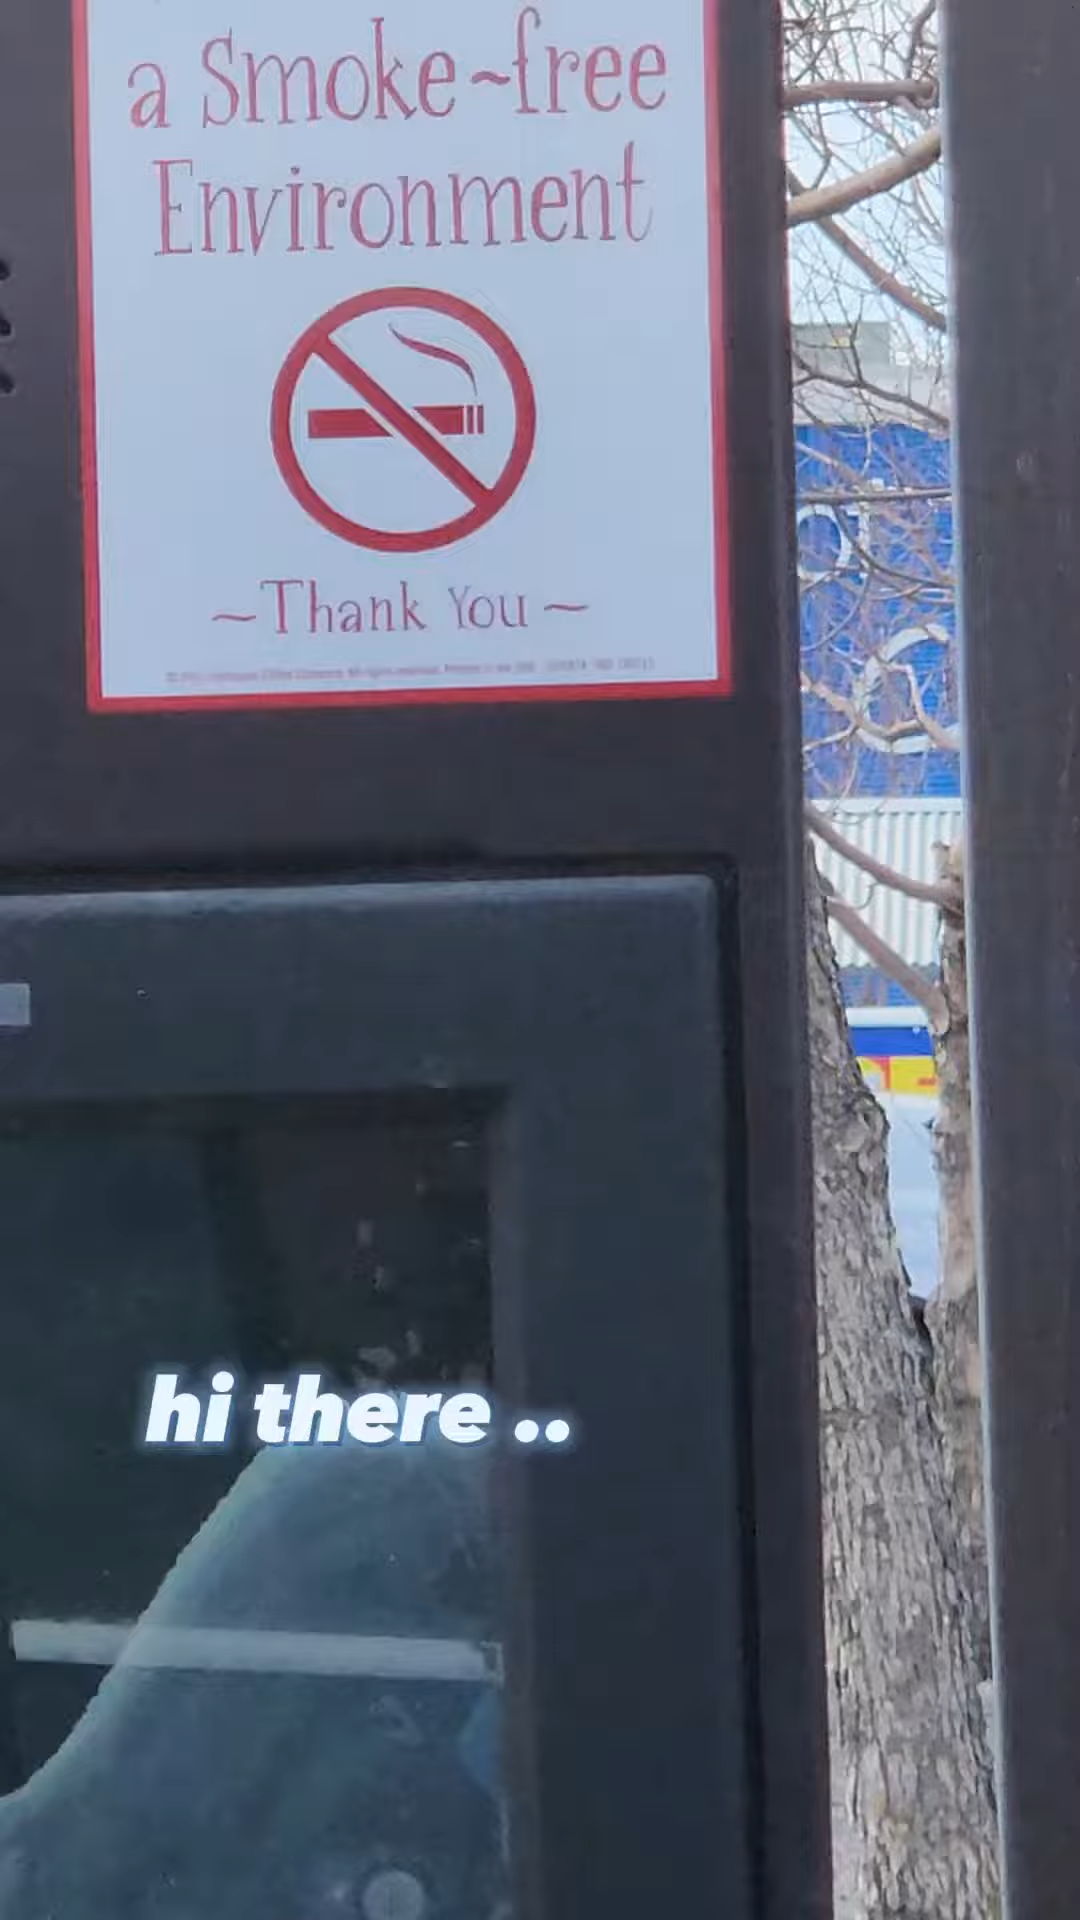 a Smoke~free
Environment
~Thank You~
hi there ..